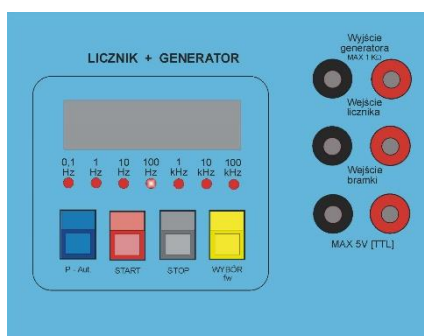 LICZNIK + GENERATOR
0,1 1 10 100 1 10 100
Hz Hz Hz Hz kHz kHz kHz
P - Aut. START STOP WYBÓR
fw
Wyjście
generatora
MAX 1 KΩ
Wejście
licznika
Wejście
bramki
MAX 5V [TTL]